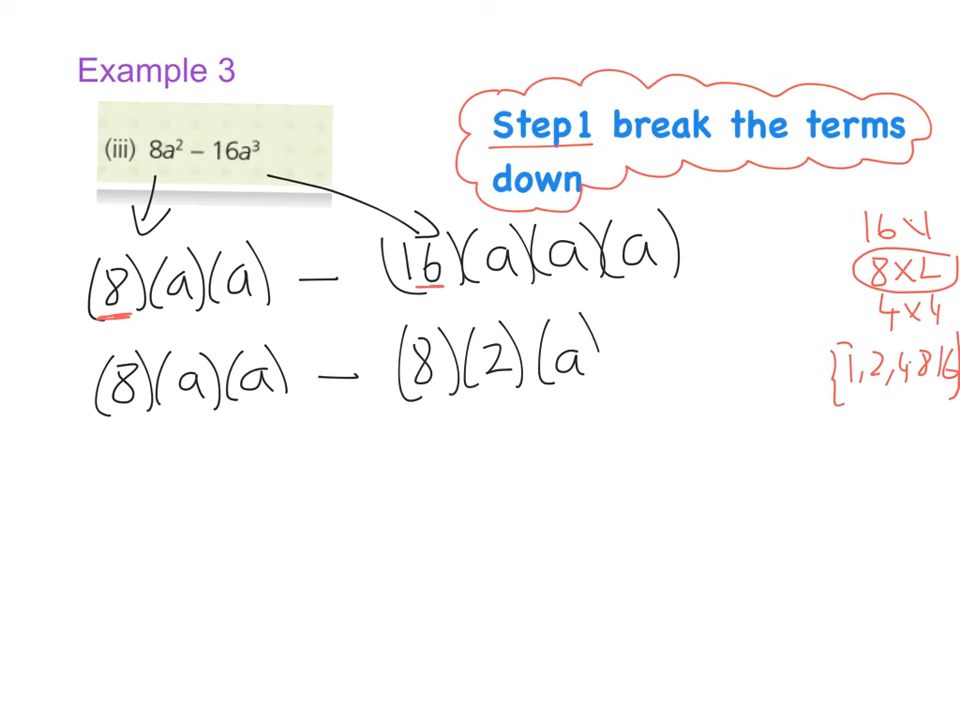 Example 3
(iii) 8a² – 16a³
Step1 break the terms
down
(8)(a)(a) – (16)(a)(a)(a)
(8)(a)(a) – (8)(2)(a)
16 x 1
8 x 2
4 x 4
{1, 2, 4, 8 16}